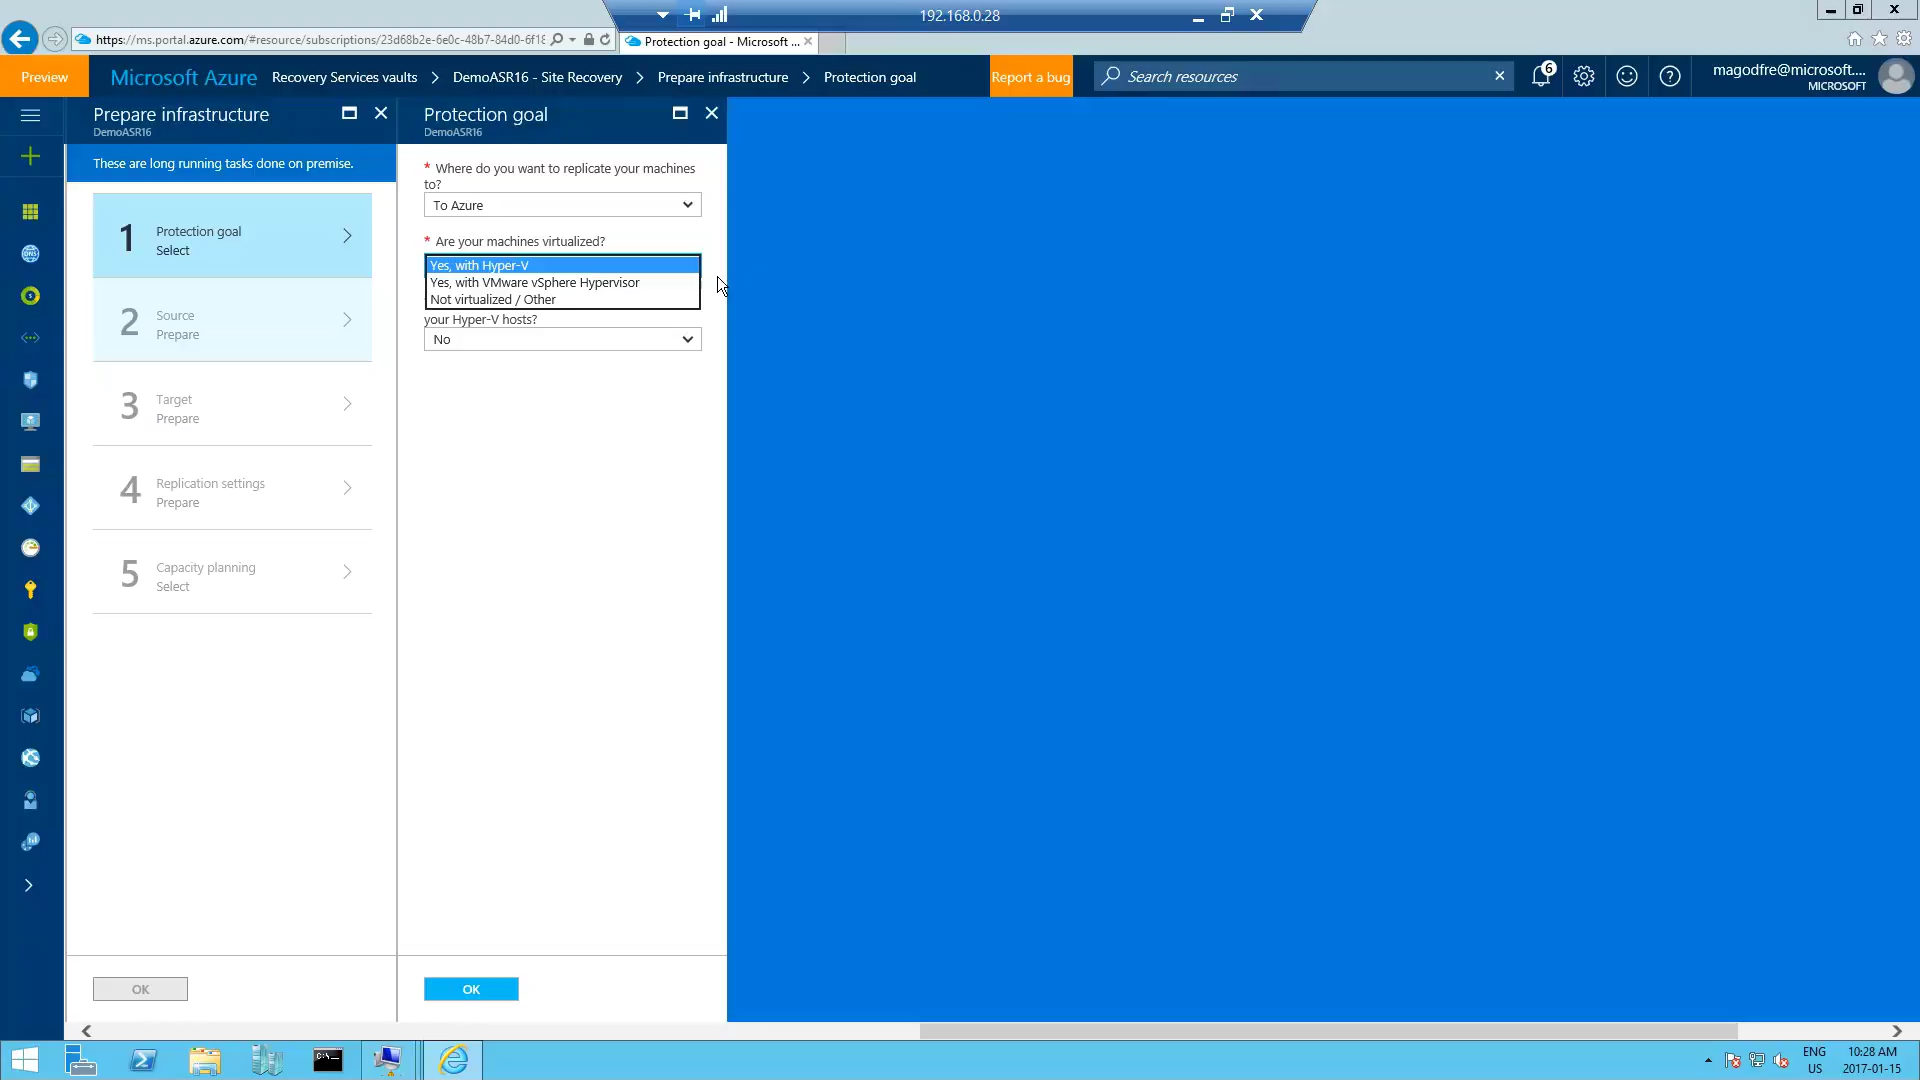 192.168.0.28
https://ms.portal.azure.com/#resource/subscriptions/23d68b2e-6e0c-48b7-84d0-6f18
Protection goal - Microsoft ...
Preview
Microsoft Azure
Recovery Services vaults > DemoASR16 - Site Recovery > Prepare infrastructure > Protection goal
Report a bug
Search resources
6
magodfre@microsoft....
MICROSOFT
Prepare infrastructure
DemoASR16
These are long running tasks done on premise.
1
Protection goal
Select
2
Source
Prepare
3
Target
Prepare
4
Replication settings
Prepare
5
Capacity planning
Select
OK
Protection goal
DemoASR16
* Where do you want to replicate your machines
to?
To Azure
* Are your machines virtualized?
Yes, with Hyper-V
Yes, with VMware vSphere Hypervisor
Not virtualized / Other
your Hyper-V hosts?
No
OK
ENG
US
10:28 AM
2017-01-15